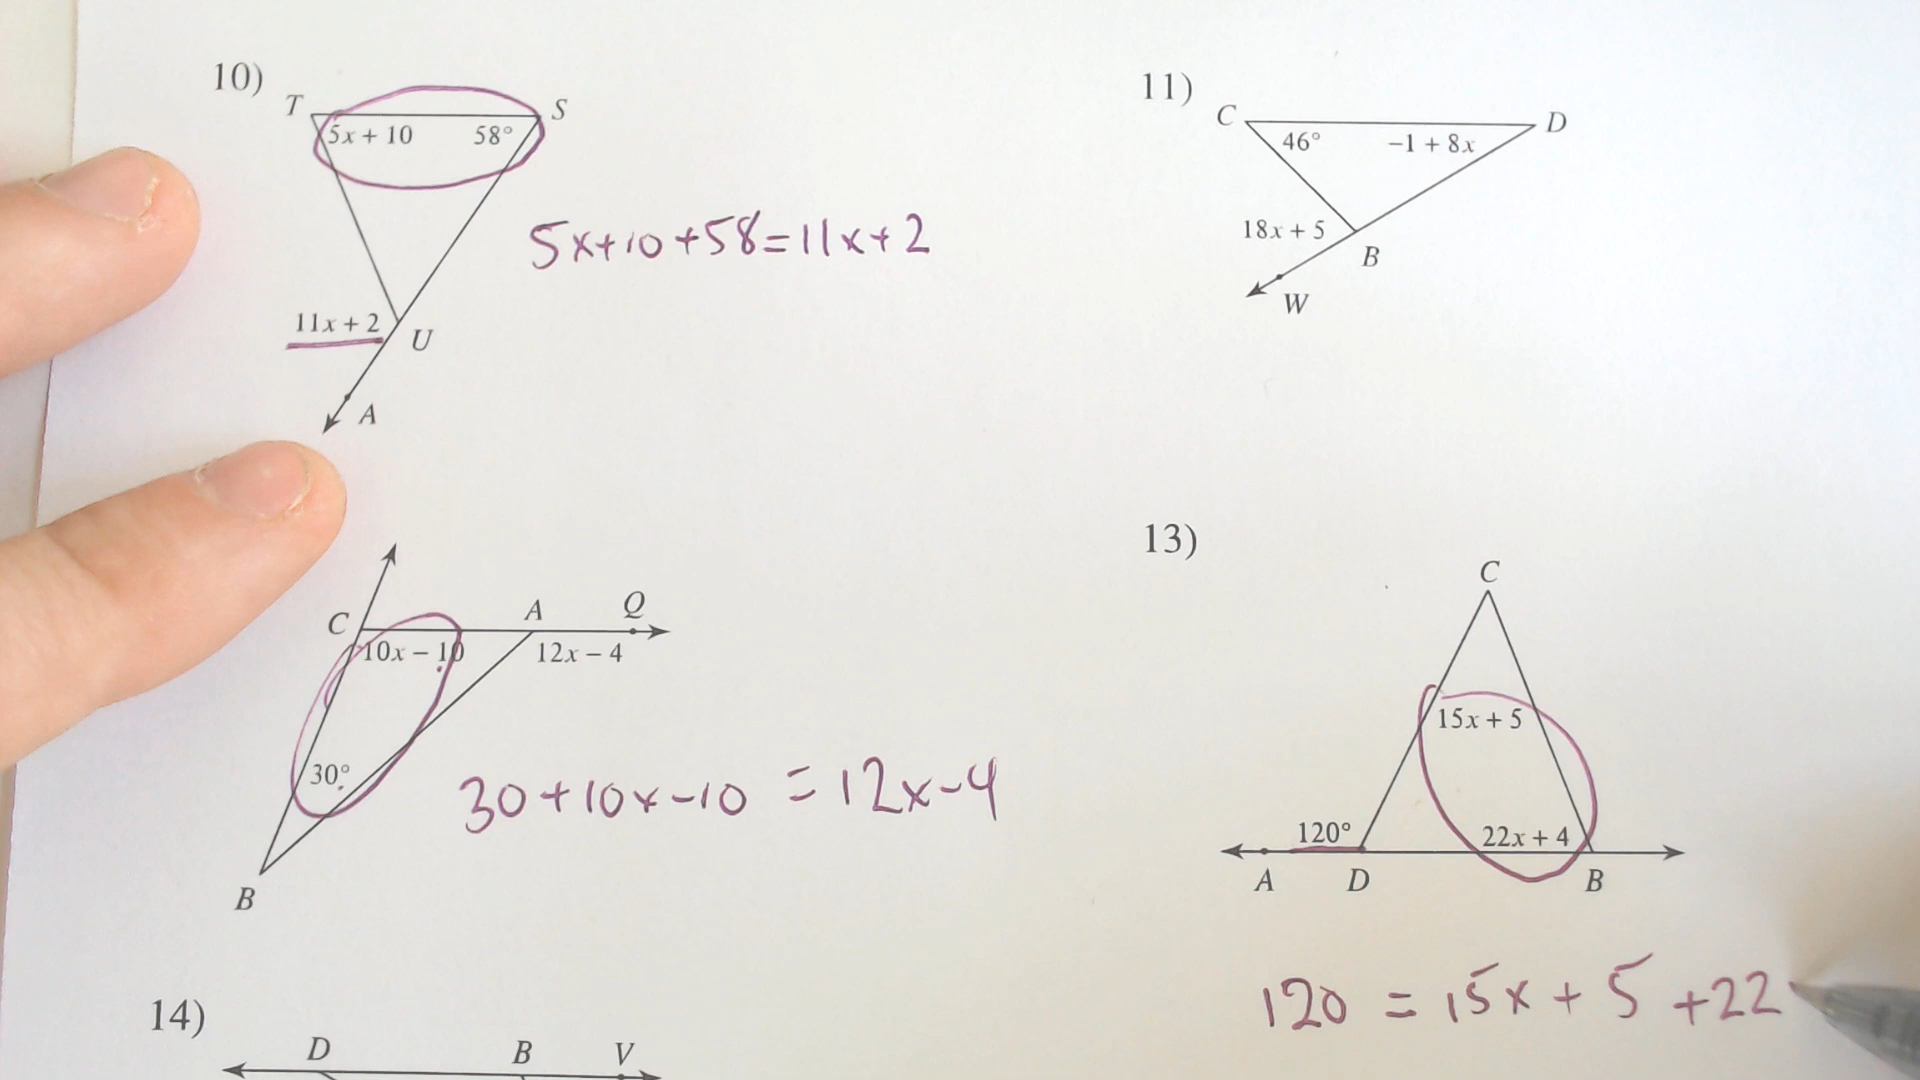 10)
T
S
5x + 10
58°
5x+10+58=11x+2
11x + 2
U
A
11)
C
D
46°
−1 + 8x
18x + 5
B
W
C
A
Q
10x − 10
12x − 4
30°
30+10x-10 = 12x-4
B
13)
C
15x + 5
120°
22x + 4
A
D
B
120 = 15x + 5 +22
14)
D
B
V